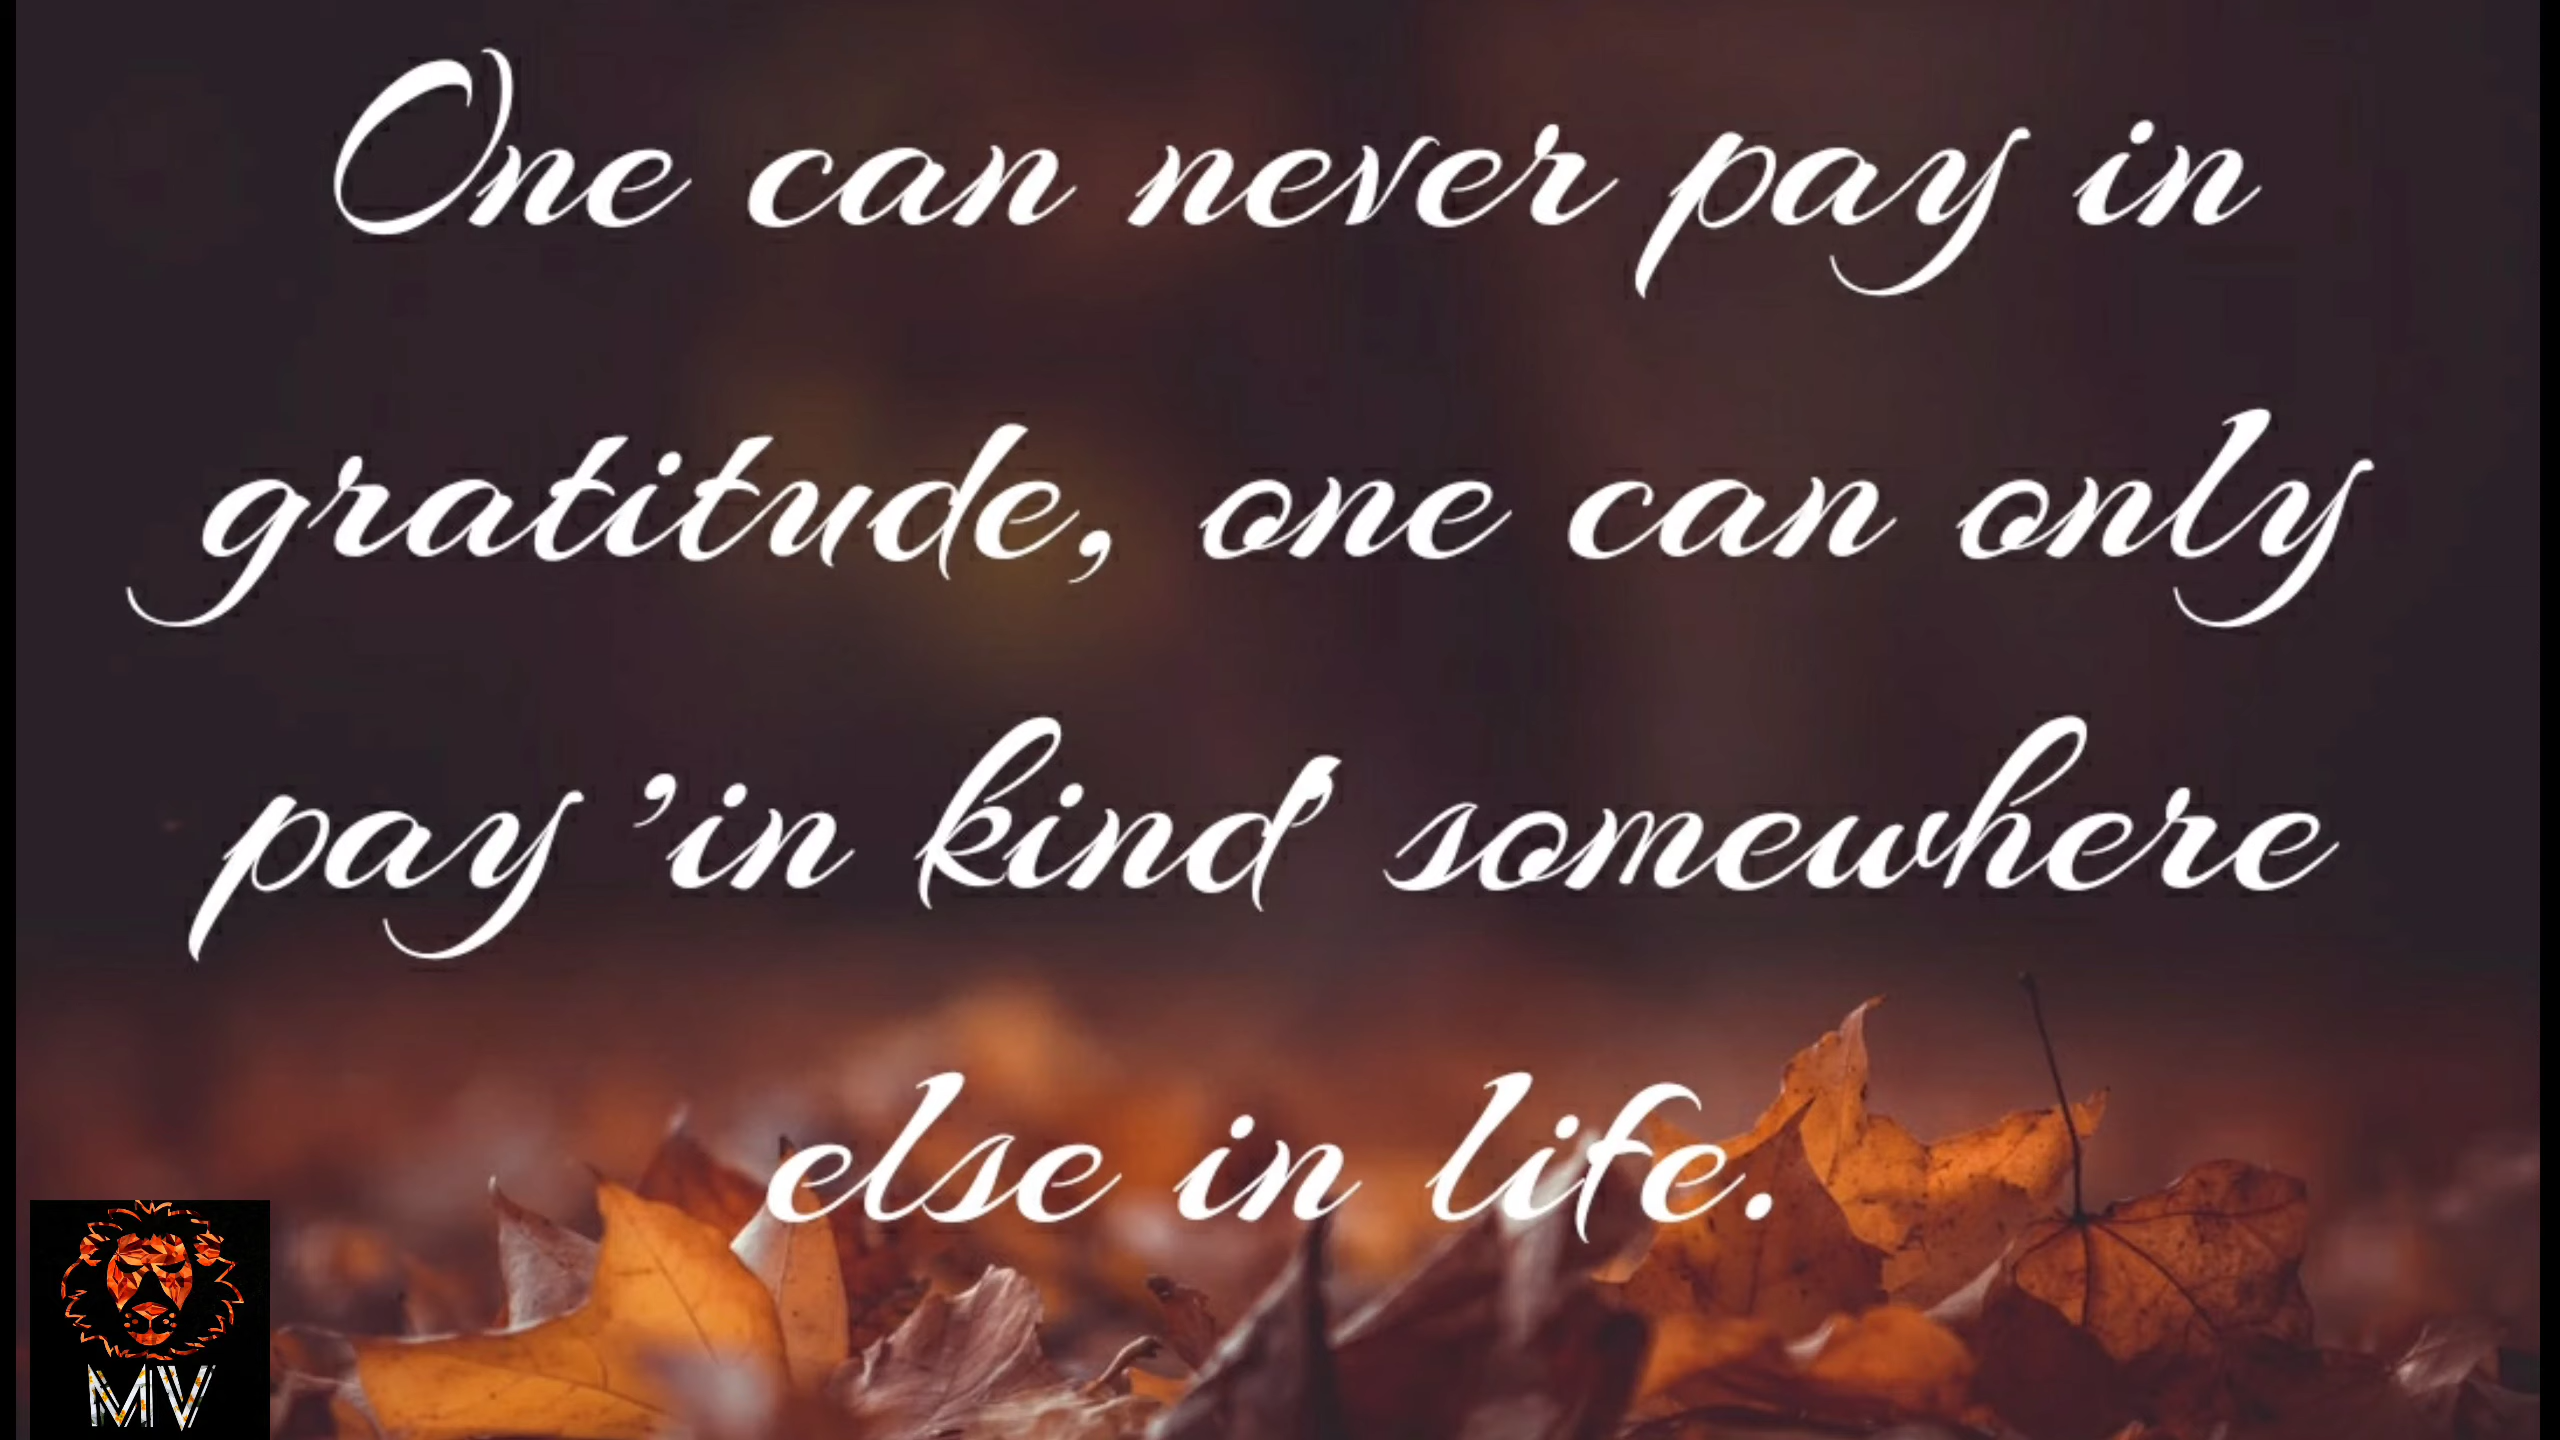 One can never pay in
gratitude, one can only
pay 'in kind' somewhere
else in life.
MV